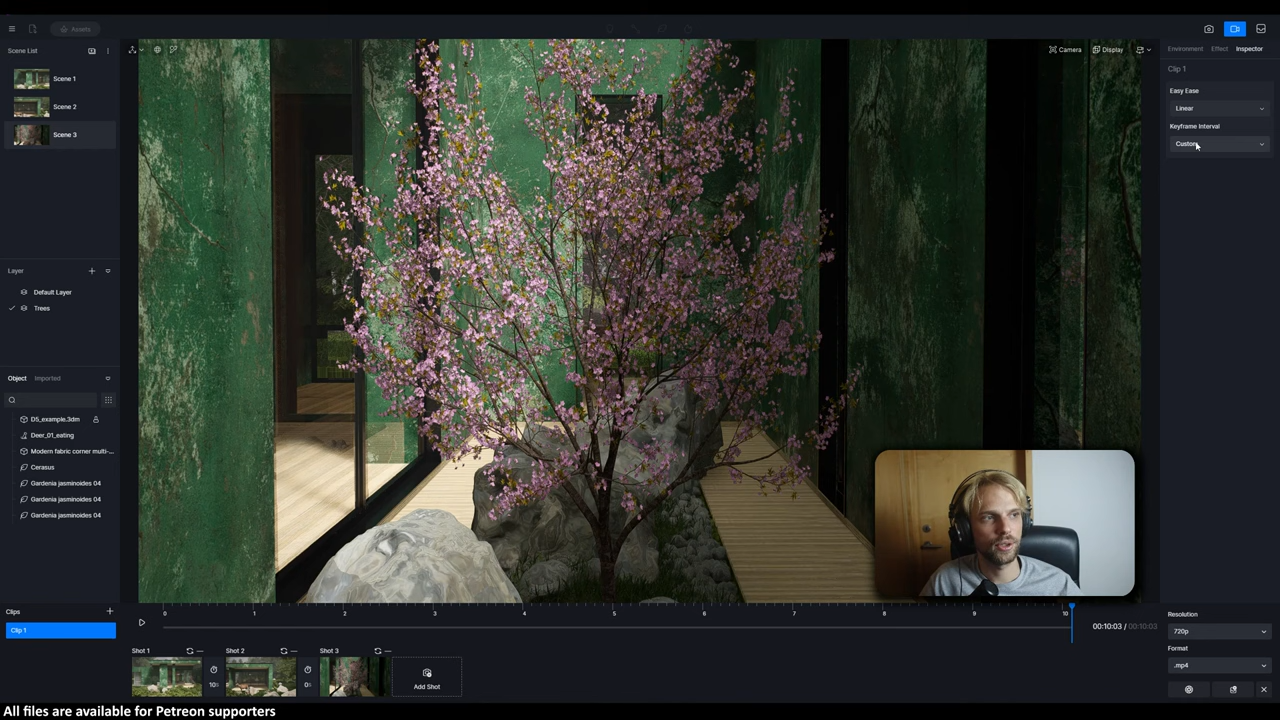 Assets
Scene List
Scene 1
Scene 2
Scene 3
Layer
Default Layer
Trees
Object
Imported
D5_example.3dm
Deer_01_eating
Modern fabric corner multi-...
Cerasus
Gardenia jasminoides 04
Gardenia jasminoides 04
Gardenia jasminoides 04
Clips
Clip 1
Camera
Display
Environment
Effect
Inspector
Clip 1
Easy Ease
Linear
Keyframe Interval
Custom
0 1 2 3 4 5 6 7 8 9 10
00:10:03 / 00:10:03
Shot 1
10s
Shot 2
0s
Shot 3
Add Shot
Resolution
720p
Format
.mp4
All files are available for Petreon supporters